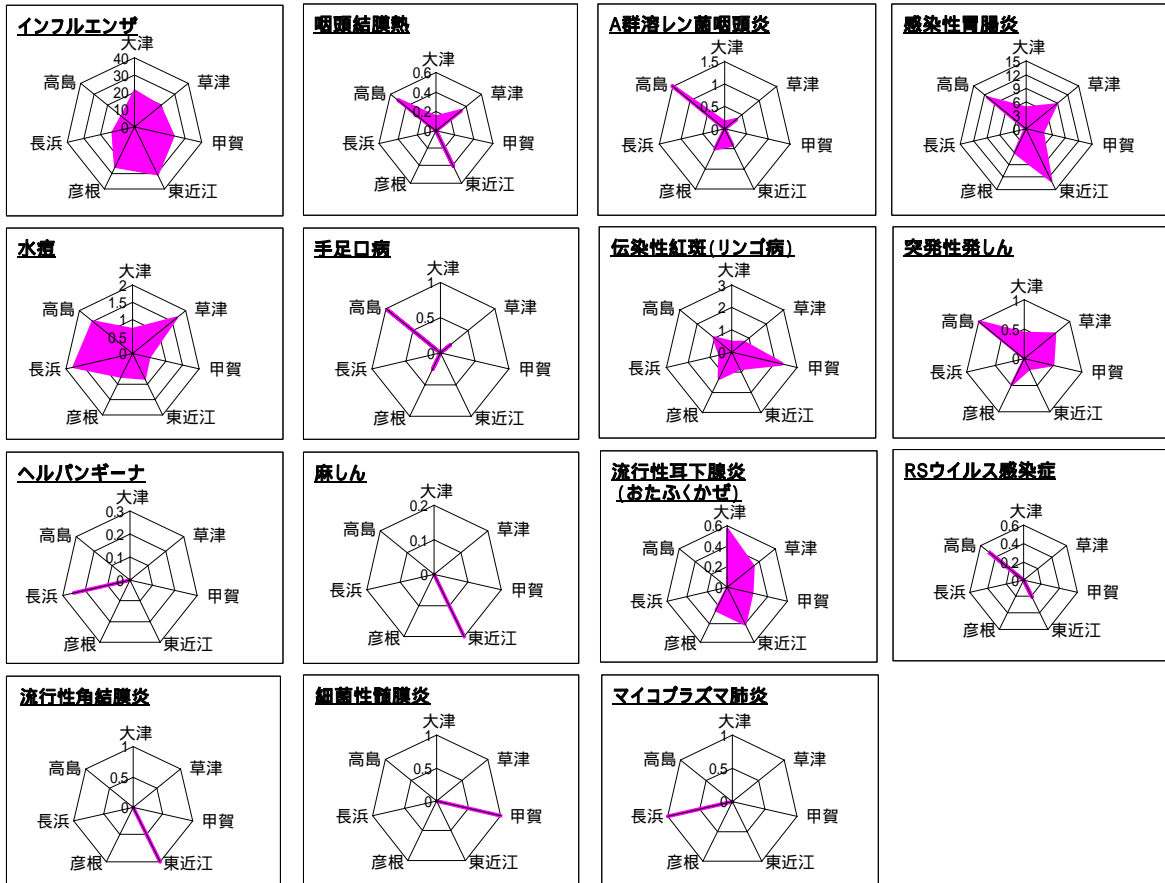 インフルエンザ
大津
40
30
20
10
0
高島
草津
長浜
甲賀
彦根
東近江
咽頭結膜熱
大津
0.6
0.4
0.2
0
高島
草津
長浜
甲賀
彦根
東近江
A群溶レン菌咽頭炎
大津
1.5
1
0.5
0
高島
草津
長浜
甲賀
彦根
東近江
感染性胃腸炎
大津
15
12
9
6
3
0
高島
草津
長浜
甲賀
彦根
東近江
水痘
大津
2
1.5
1
0.5
0
高島
草津
長浜
甲賀
彦根
東近江
手足口病
大津
1
0.5
0
高島
草津
長浜
甲賀
彦根
東近江
伝染性紅斑(リンゴ病)
大津
3
2
1
0
高島
草津
長浜
甲賀
彦根
東近江
突発性発しん
大津
1
0.5
0
高島
草津
長浜
甲賀
彦根
東近江
ヘルパンギーナ
大津
0.3
0.2
0.1
0
高島
草津
長浜
甲賀
彦根
東近江
麻しん
大津
0.2
0.1
0
高島
草津
長浜
甲賀
彦根
東近江
流行性耳下腺炎
(おたふくかぜ)
大津
0.6
0.4
0.2
0
高島
草津
長浜
甲賀
彦根
東近江
RSウイルス感染症
大津
0.6
0.4
0.2
0
高島
草津
長浜
甲賀
彦根
東近江
流行性角結膜炎
大津
1
0.5
0
高島
草津
長浜
甲賀
彦根
東近江
細菌性髄膜炎
大津
1
0.5
0
高島
草津
長浜
甲賀
彦根
東近江
マイコプラズマ肺炎
大津
1
0.5
0
高島
草津
長浜
甲賀
彦根
東近江